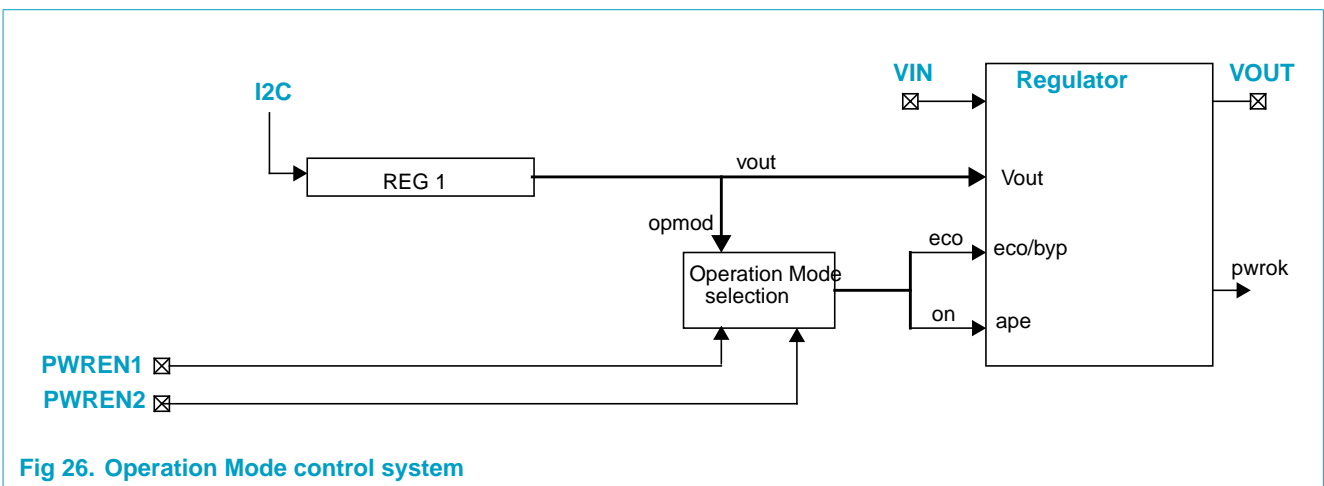 VIN
Regulator
VOUT
I2C
REG 1
vout
Vout
opmod
Operation Mode
selection
eco
eco/byp
on
ape
pwrok
PWREN1
PWREN2
Fig 26. Operation Mode control system